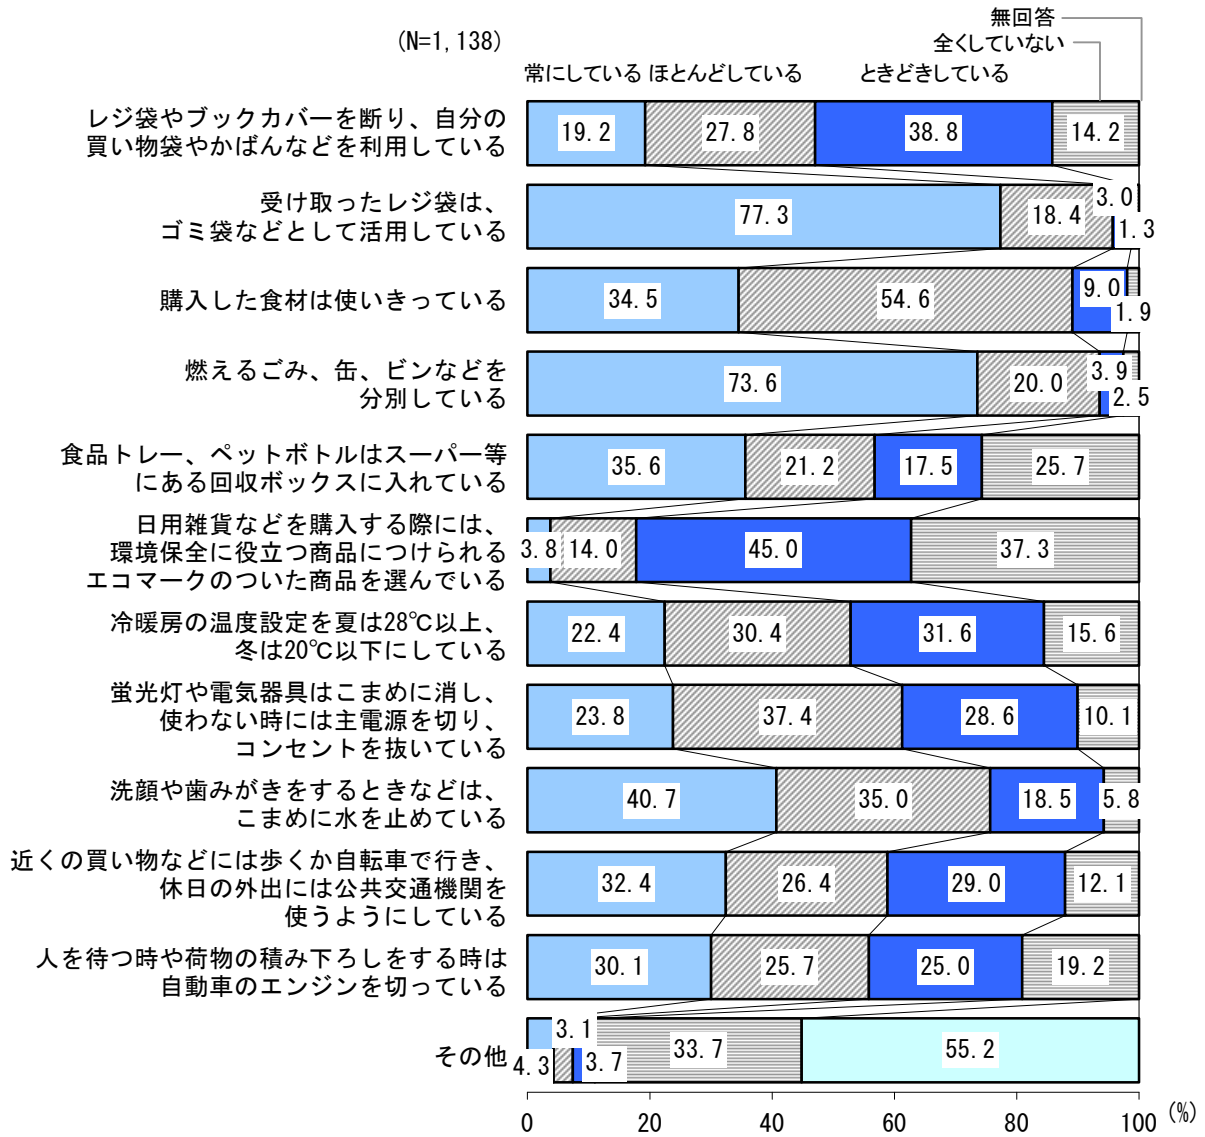 無回答
(N=1,138)
全くしていない
常にしている ほとんどしている ときどきしている
レジ袋やブックカバーを断り、自分の
買い物袋やかばんなどを利用している
19.2 27.8 38.8 14.2
受け取ったレジ袋は、
ゴミ袋などとして活用している
77.3 18.4 3.0 1.3
購入した食材は使いきっている
34.5 54.6 9.0 1.9
燃えるごみ、缶、ビンなどを
分別している
73.6 20.0 3.9 2.5
食品トレー、ペットボトルはスーパー等
にある回収ボックスに入れている
35.6 21.2 17.5 25.7
日用雑貨などを購入する際には、
環境保全に役立つ商品につけられる
エコマークのついた商品を選んでいる
3.8 14.0 45.0 37.3
冷暖房の温度設定を夏は28℃以上、
冬は20℃以下にしている
22.4 30.4 31.6 15.6
蛍光灯や電気器具はこまめに消し、
使わない時には主電源を切り、
コンセントを抜いている
23.8 37.4 28.6 10.1
洗顔や歯みがきをするときなどは、
こまめに水を止めている
40.7 35.0 18.5 5.8
近くの買い物などには歩くか自転車で行き、
休日の外出には公共交通機関を
使うようにしている
32.4 26.4 29.0 12.1
人を待つ時や荷物の積み下ろしをする時は
自動車のエンジンを切っている
30.1 25.7 25.0 19.2
その他
4.3 3.1 3.7 33.7 55.2
0 20 40 60 80 100 (%)